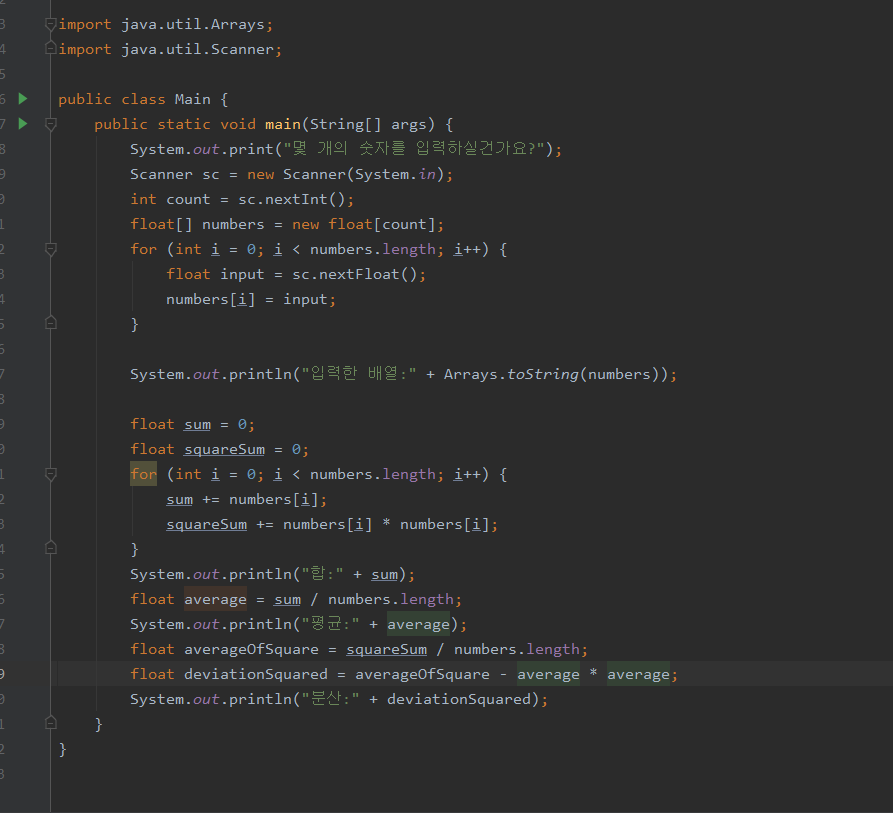 import java.util.Arrays;
import java.util.Scanner;
public class Main {
public static void main(String[] args) {
System.out.print("몇 개의 숫자를 입력하실건가요?");
Scanner sc = new Scanner(System.in);
int count = sc.nextInt();
float[] numbers = new float[count];
for (int i = 0; i < numbers.length; i++) {
float input = sc.nextFloat();
numbers[i] = input;
}
System.out.println("입력한 배열:" + Arrays.toString(numbers));
float sum = 0;
float squareSum = 0;
for (int i = 0; i < numbers.length; i++) {
sum += numbers[i];
squareSum += numbers[i] * numbers[i];
}
System.out.println("합:" + sum);
float average = sum / numbers.length;
System.out.println("평균:" + average);
float averageOfSquare = squareSum / numbers.length;
float deviationSquared = averageOfSquare - average * average;
System.out.println("분산:" + deviationSquared);
}
}